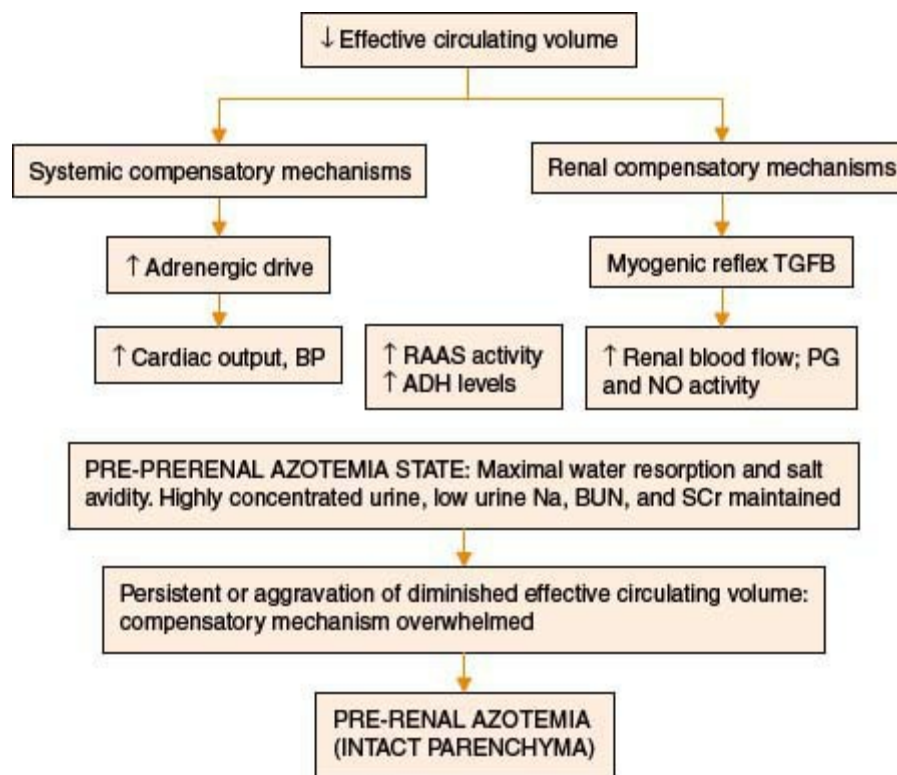 ↓ Effective circulating volume
Systemic compensatory mechanisms
Renal compensatory mechanisms
↑ Adrenergic drive
Myogenic reflex TGFB
↑ Cardiac output, BP
↑ RAAS activity
↑ ADH levels
↑ Renal blood flow; PG
and NO activity
PRE-PRERENAL AZOTEMIA STATE: Maximal water resorption and salt
avidity. Highly concentrated urine, low urine Na, BUN, and SCr maintained
Persistent or aggravation of diminished effective circulating volume:
compensatory mechanism overwhelmed
PRE-RENAL AZOTEMIA
(INTACT PARENCHYMA)